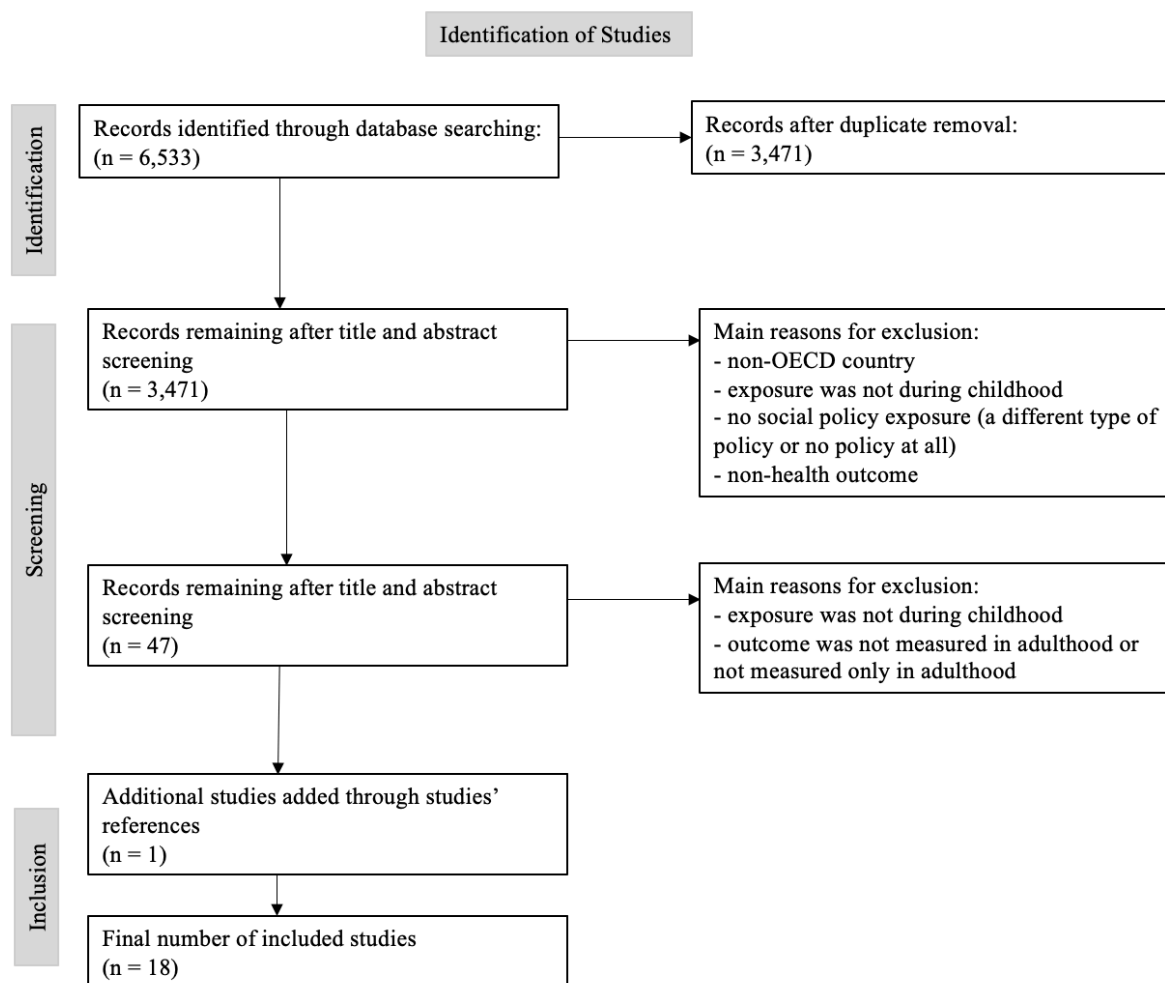 Identification of Studies
Identification
Records identified through database searching:
(n = 6,533)
Records after duplicate removal:
(n = 3,471)
Screening
Records remaining after title and abstract
screening
(n = 3,471)
Main reasons for exclusion:
- non-OECD country
- exposure was not during childhood
- no social policy exposure (a different type of
policy or no policy at all)
- non-health outcome
Records remaining after title and abstract
screening
(n = 47)
Main reasons for exclusion:
- exposure was not during childhood
- outcome was not measured in adulthood or
not measured only in adulthood
Inclusion
Additional studies added through studies’
references
(n = 1)
Final number of included studies
(n = 18)